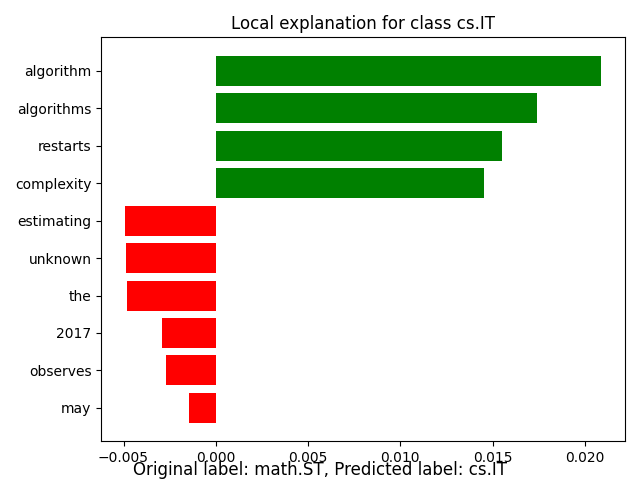 Local explanation for class cs.IT
algorithm
algorithms
restarts
complexity
estimating
unknown
the
2017
observes
may
−0.005 0.000 0.005 0.010 0.015 0.020
Original label: math.ST, Predicted label: cs.IT